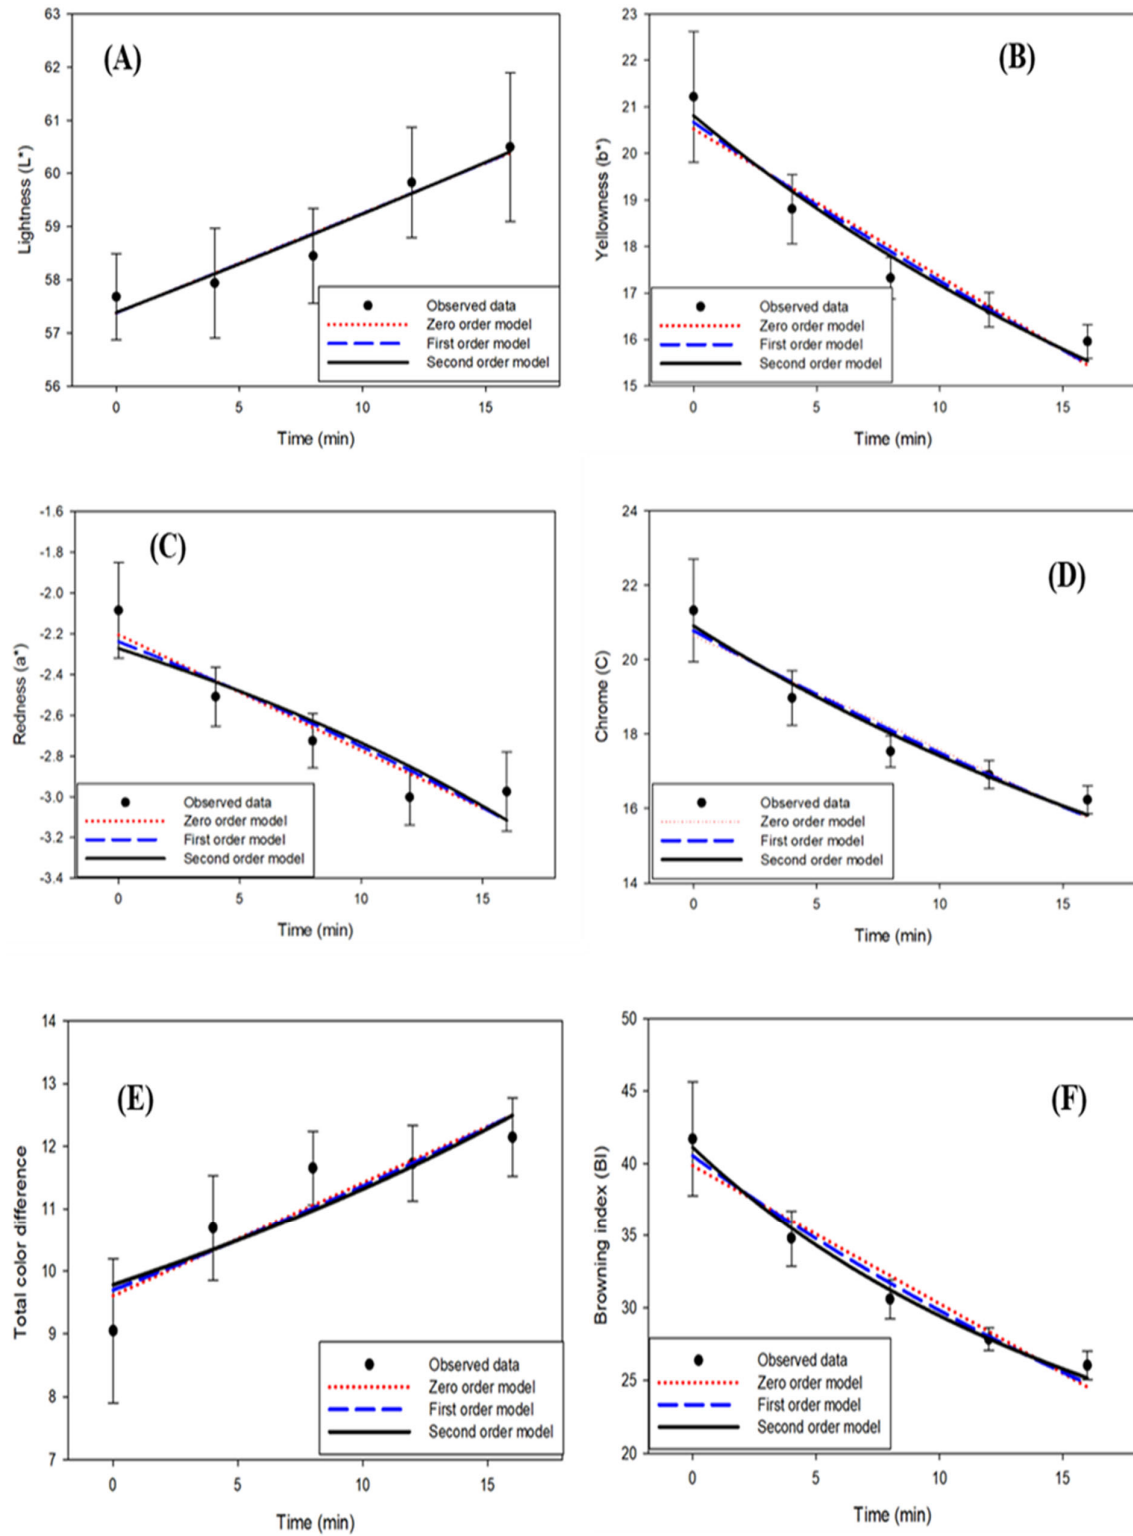 (A)
63
62
61
60
59
58
57
56
Lightness (L*)
Observed data
Zero order model
First order model
Second order model
0 5 10 15
Time (min)
(B)
23
22
21
20
19
18
17
16
15
Yellowness (b*)
Observed data
Zero order model
First order model
Second order model
0 5 10 15
Time (min)
(C)
-1.6
-1.8
-2.0
-2.2
-2.4
-2.6
-2.8
-3.0
-3.2
-3.4
Redness (a*)
Observed data
Zero order model
First order model
Second order model
0 5 10 15
Time (min)
(D)
24
22
20
18
16
14
Chrome (C)
Observed data
Zero order model
First order model
Second order model
0 5 10 15
Time (min)
(E)
14
13
12
11
10
9
8
7
Total color difference
Observed data
Zero order model
First order model
Second order model
0 5 10 15
Time (min)
(F)
50
45
40
35
30
25
20
Browning index (BI)
Observed data
Zero order model
First order model
Second order model
0 5 10 15
Time (min)